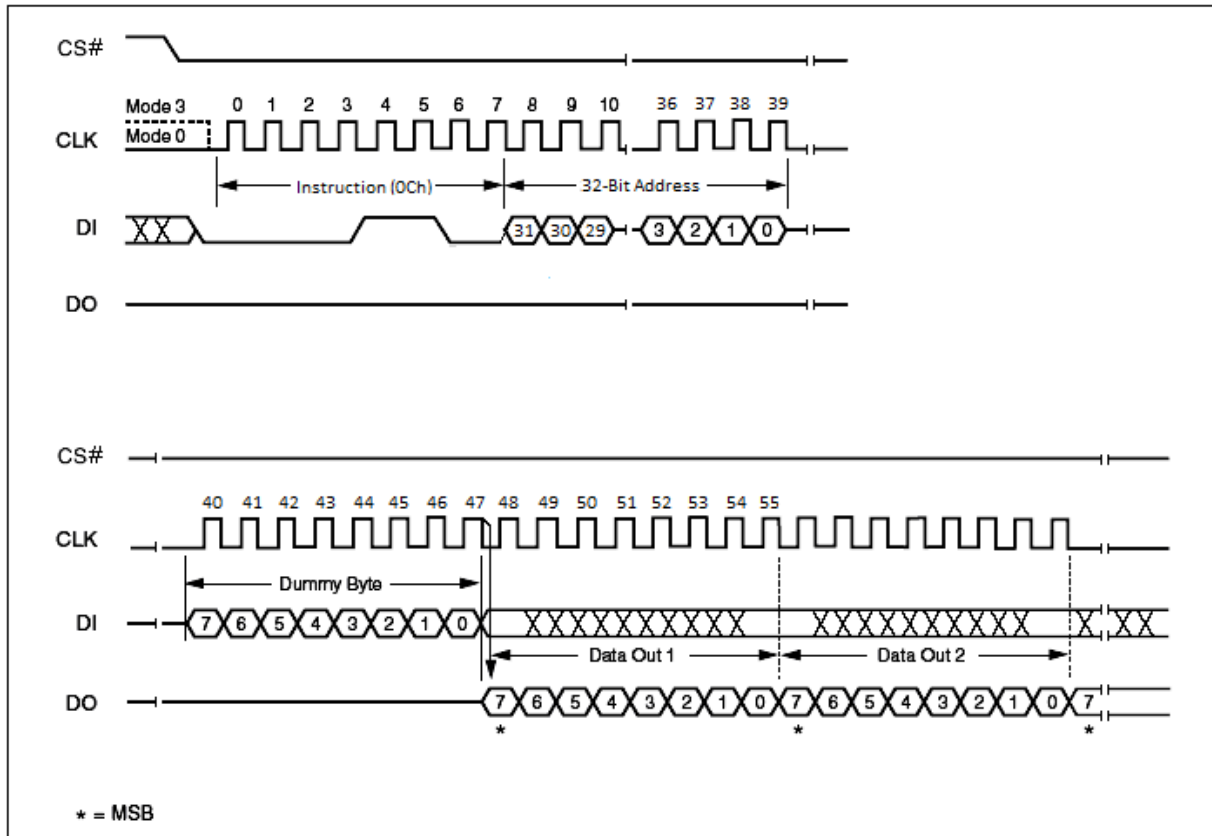 CS#
Mode 3
0 1 2 3 4 5 6 7 8 9 10 36 37 38 39
CLK
Mode 0
Instruction (0Ch) 32-Bit Address
DI
31 30 29 3 2 1 0
DO
CS#
40 41 42 43 44 45 46 47 48 49 50 51 52 53 54 55
CLK
Dummy Byte
DI
7 6 5 4 3 2 1 0
Data Out 1 Data Out 2
DO
7 6 5 4 3 2 1 0 7 6 5 4 3 2 1 0 7
* * *
* = MSB